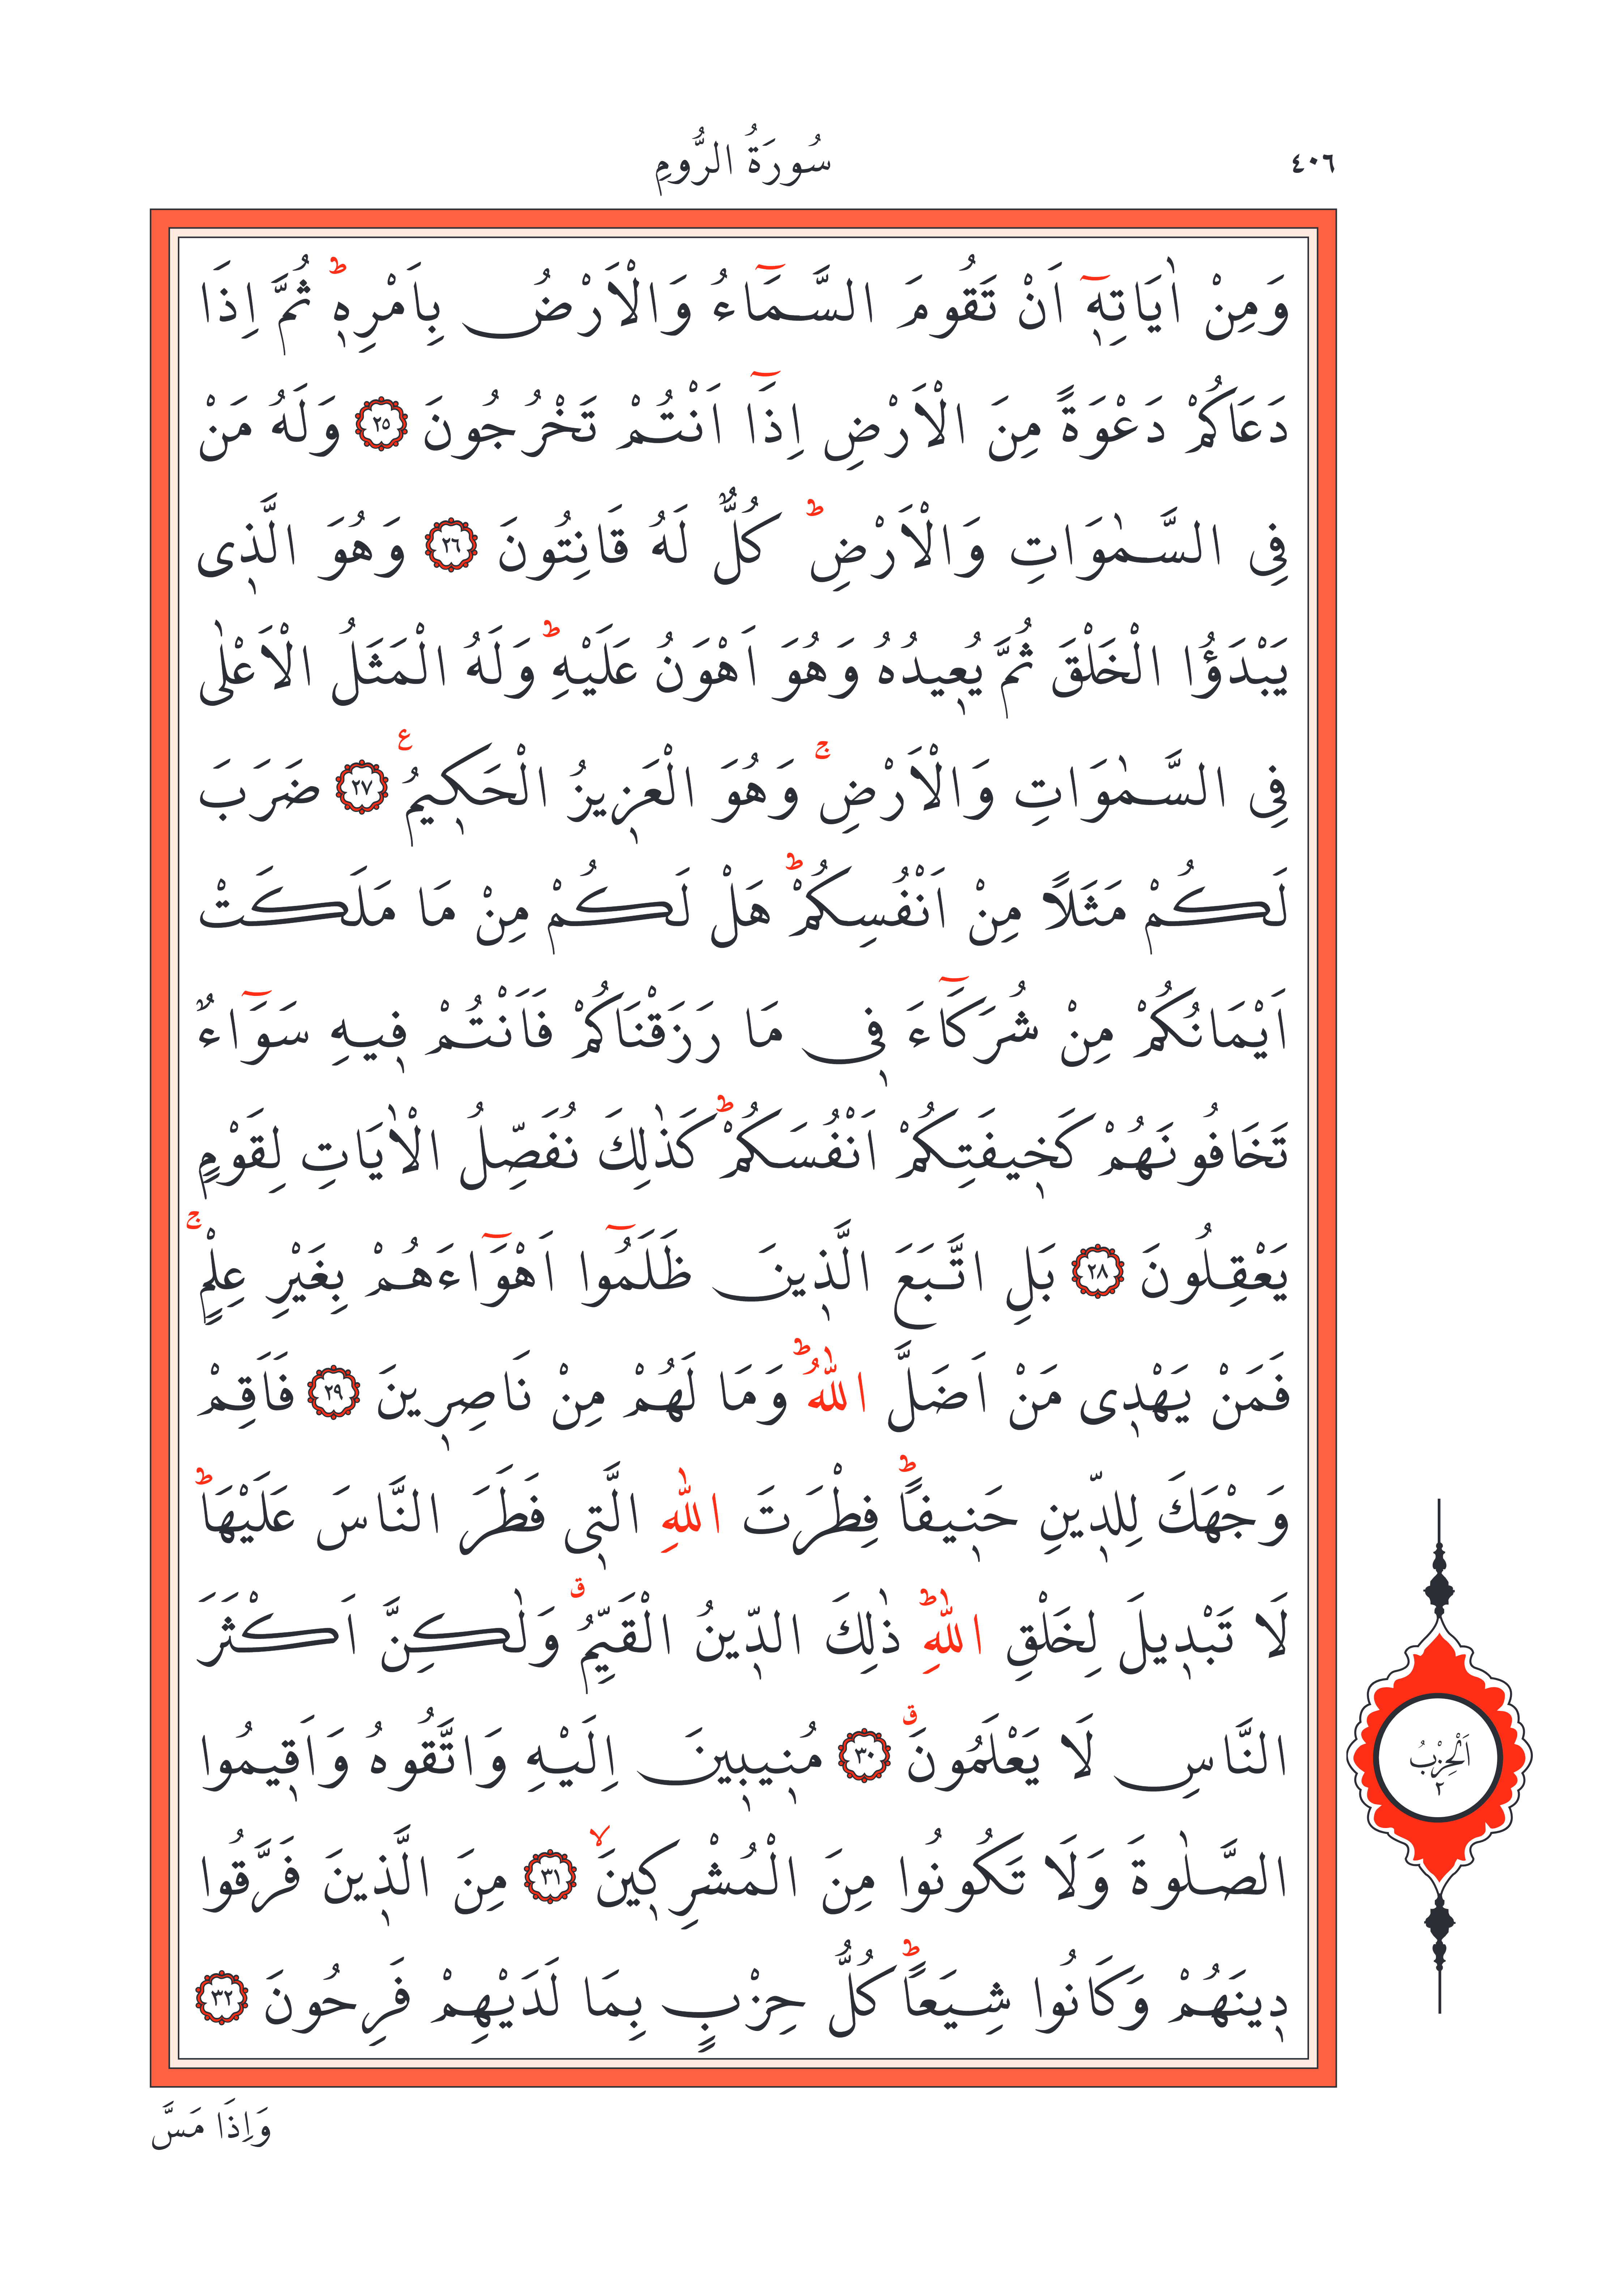 ٤٠٦
سُورَةُ الرُّومِ
وَمِنْ اٰيَاتِه۪ٓ اَنْ تَقُومَ السَّمَٓاءُ وَالْاَرْضُ بِاَمْرِه۪ۜ ثُمَّ اِذَا
دَعَاكُمْ دَعْوَةً مِنَ الْاَرْضِ اِذَٓا اَنْتُمْ تَخْرُجُونَ ﴿٢٥﴾ وَلَهُ مَنْ
فِى السَّمٰوَاتِ وَالْاَرْضِۜ كُلٌّ لَهُ قَانِتُونَ ﴿٢٦﴾ وَهُوَ الَّذ۪ى
يَبْدَؤُا الْخَلْقَ ثُمَّ يُع۪يدُهُ وَهُوَ اَهْوَنُ عَلَيْهِۜ وَلَهُ الْمَثَلُ الْاَعْلٰى
فِى السَّمٰوَاتِ وَالْاَرْضِۚ وَهُوَ الْعَز۪يزُ الْحَك۪يمُ ع ﴿٢٧﴾ ضَرَبَ
لَكُمْ مَثَلًا مِنْ اَنْفُسِكُمْۜ هَلْ لَكُمْ مِنْ مَا مَلَكَتْ
اَيْمَانُكُمْ مِنْ شُرَكَٓاءَ ف۪ى مَا رَزَقْنَاكُمْ فَاَنْتُمْ ف۪يهِ سَوَٓاءٌ
تَخَافُونَهُمْ كَخ۪يفَتِكُمْ اَنْفُسَكُمْۜ كَذٰلِكَ نُفَصِّلُ الْاٰيَاتِ لِقَوْمٍ
يَعْقِلُونَ ﴿٢٨﴾ بَلِ اتَّبَعَ الَّذ۪ينَ ظَلَمُٓوا اَهْوَٓاءَهُمْ بِغَيْرِ عِلْمٍۚ
فَمَنْ يَهْد۪ى مَنْ اَضَلَّ اللّٰهُۜ وَمَا لَهُمْ مِنْ نَاصِر۪ينَ ﴿٢٩﴾ فَاَقِمْ
وَجْهَكَ لِلدّ۪ينِ حَن۪يفًاۜ فِطْرَتَ اللّٰهِ الَّت۪ى فَطَرَ النَّاسَ عَلَيْهَاۜ
لَا تَبْد۪يلَ لِخَلْقِ اللّٰهِۜ ذٰلِكَ الدّ۪ينُ الْقَيِّمُ ق وَلٰكِنَّ اَكْثَرَ
النَّاسِ لَا يَعْلَمُونَ ق ﴿٣٠﴾ مُن۪يب۪ينَ اِلَيْهِ وَاتَّقُوهُ وَاَق۪يمُوا
الصَّلٰوةَ وَلَا تَكُونُوا مِنَ الْمُشْرِك۪ينَۙ ﴿٣١﴾ مِنَ الَّذ۪ينَ فَرَّقُوا
د۪ينَهُمْ وَكَانُوا شِيَعًاۜ كُلُّ حِزْبٍ بِمَا لَدَيْهِمْ فَرِحُونَ ﴿٣٢﴾
اَلْحِزْبُ
٢
وَاِذَا مَسَّ